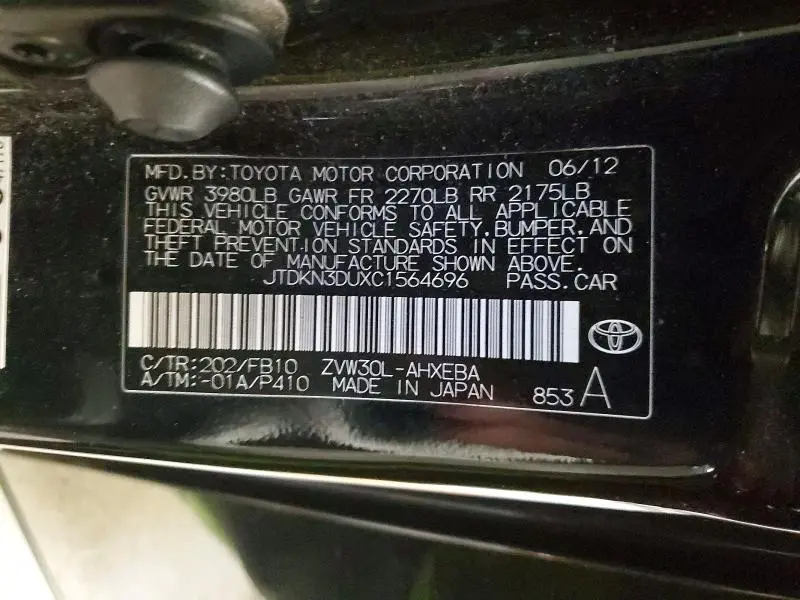 MFD. BY: TOYOTA MOTOR CORPORATION 06/12
GVWR 3980LB GAWR FR 2270LB RR 2175LB
THIS VEHICLE CONFORMS TO ALL APPLICABLE
FEDERAL MOTOR VEHICLE SAFETY. BUMPER. AND
THEFT PREVENTION STANDARDS IN EFFECT ON
THE DATE OF MANUFACTURE SHOWN ABOVE.
JTDKN3DUXC1564696 PASS. CAR
C/TR: 202/FB10 ZVW30L-AHXEBA
A/TM: -01A/P410 MADE IN JAPAN 853 A